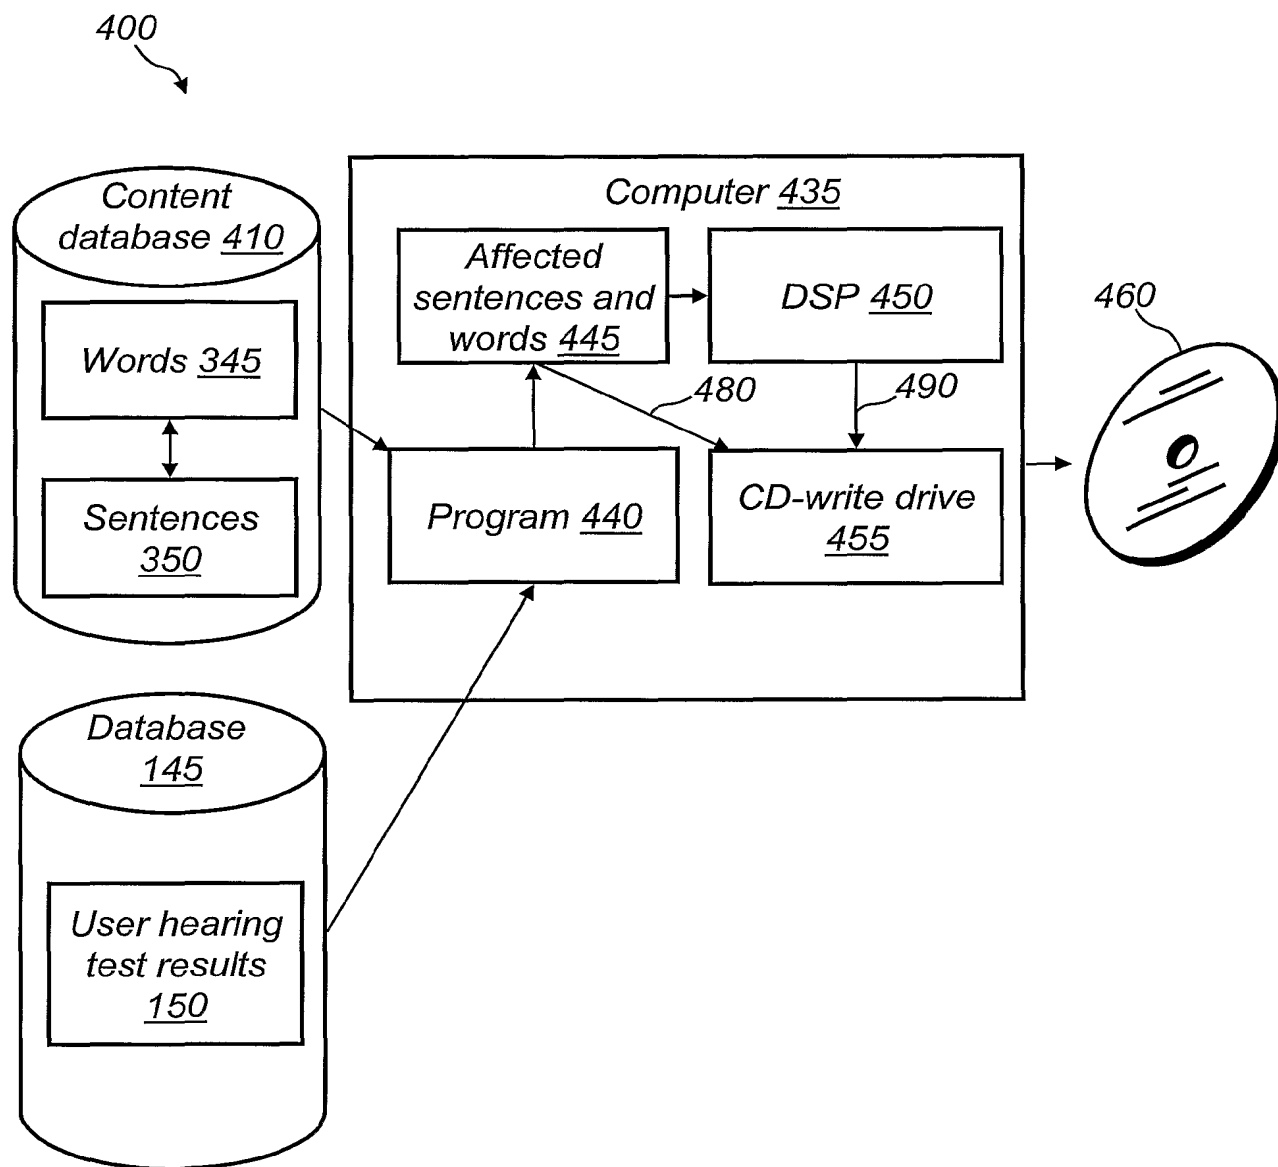 400
Content
database 410
Words 345
Sentences
350
Computer 435
Affected
sentences and
words 445
DSP 450
480
490
Program 440
CD-write drive
455
460
Database
145
User hearing
test results
150